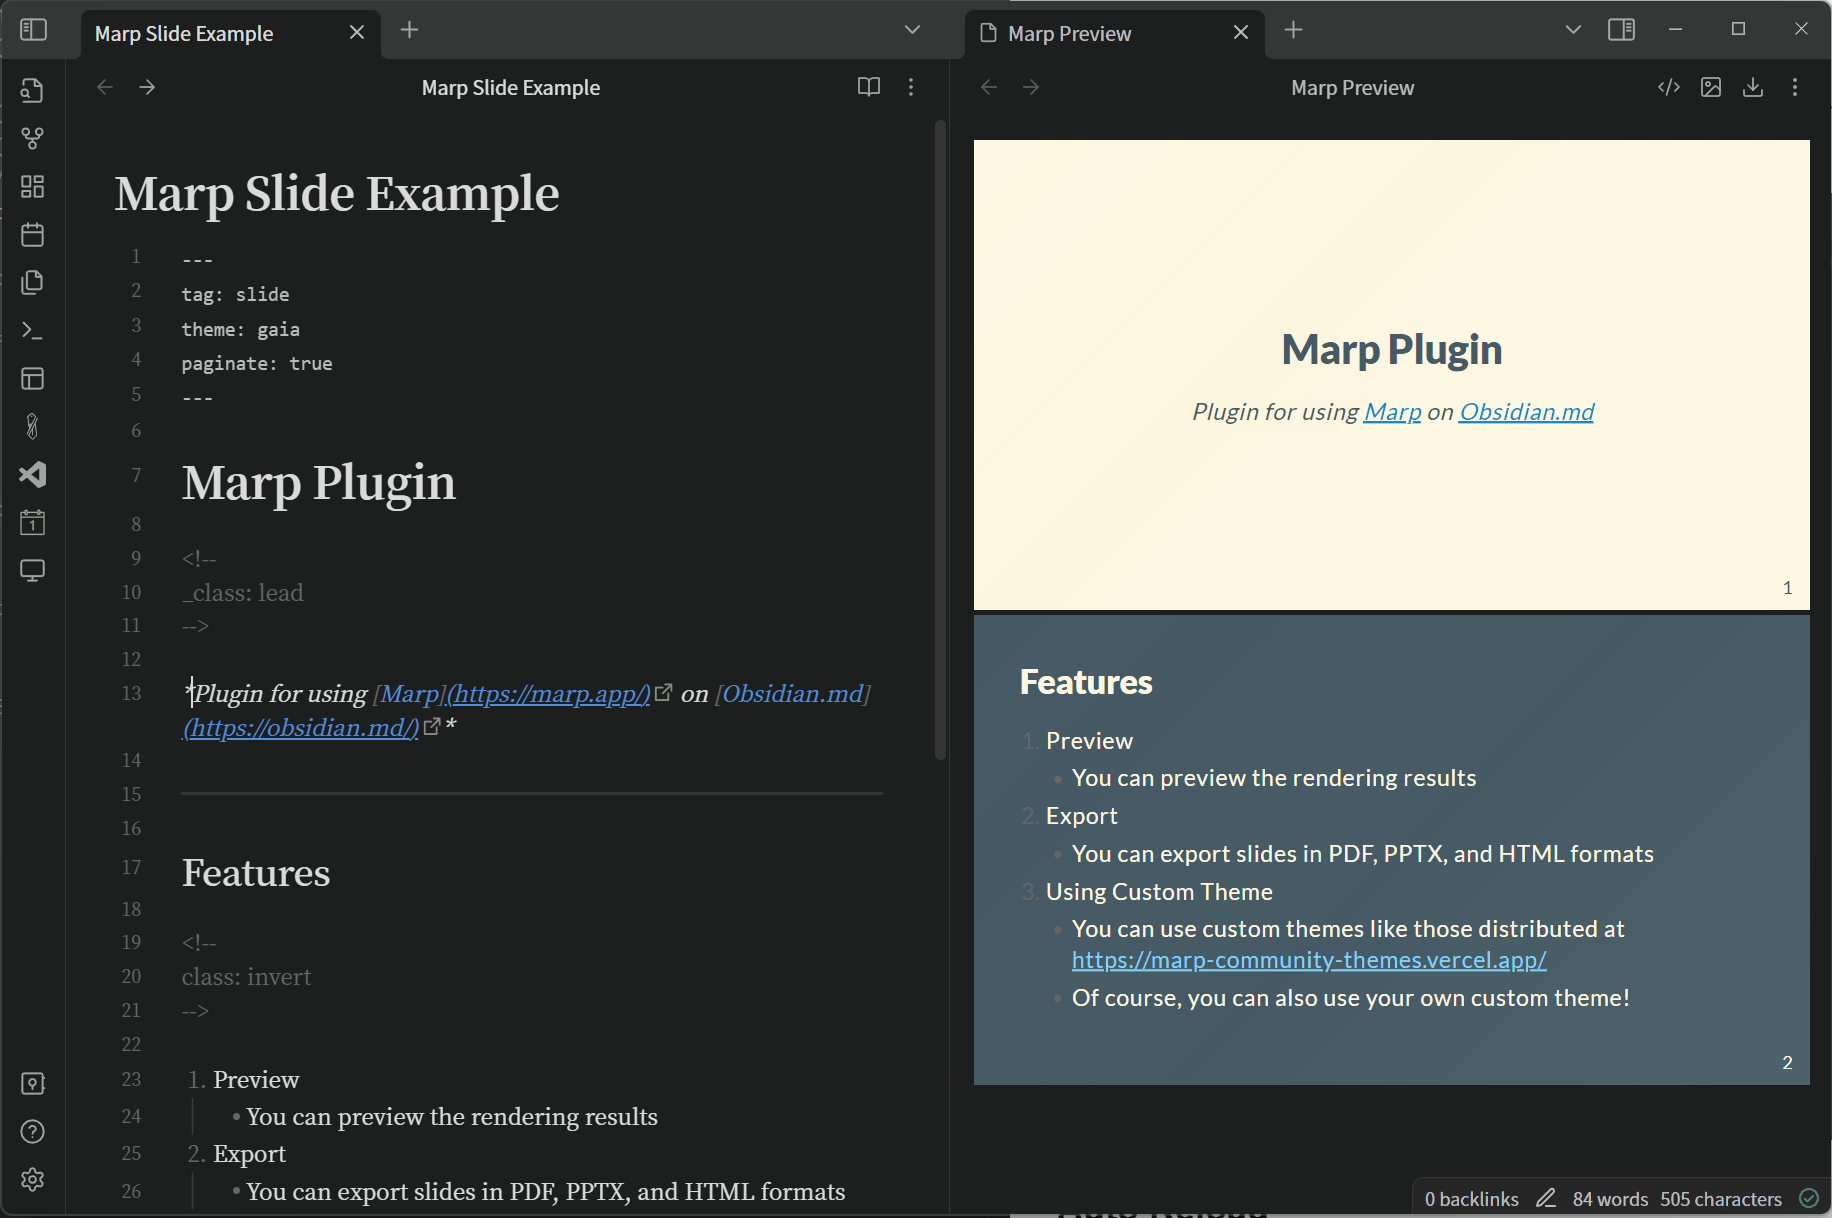 Marp Slide Example
Marp Preview
Marp Slide Example
Marp Preview
Marp Slide Example
1 ---
2 tag: slide
3 theme: gaia
4 paginate: true
5 ---
6
7 Marp Plugin
8
9 <!--
10 _class: lead
11 -->
12
13 *Plugin for using [Marp](https://marp.app/) on [Obsidian.md]
(https://obsidian.md/)*
14
15
16
17 Features
18
19 <!--
20 class: invert
21 -->
22
23 1. Preview
24 • You can preview the rendering results
25 2. Export
26 • You can export slides in PDF, PPTX, and HTML formats
1
Marp Plugin
Plugin for using Marp on Obsidian.md
1
Features
1. Preview
• You can preview the rendering results
2. Export
• You can export slides in PDF, PPTX, and HTML formats
3. Using Custom Theme
• You can use custom themes like those distributed at
https://marp-community-themes.vercel.app/
• Of course, you can also use your own custom theme!
2
0 backlinks 84 words 505 characters